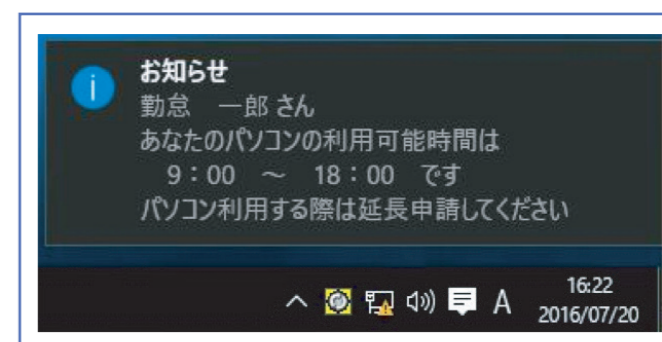 お知らせ
勤怠　一郎 さん
あなたのパソコンの利用可能時間は
9：00　～　18：00　です
パソコン利用する際は延長申請してください
A
16:22
2016/07/20